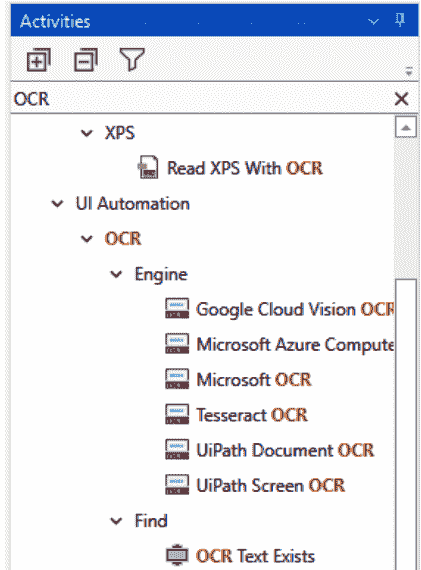 Activities
OCR
XPS
Read XPS With OCR
UI Automation
OCR
Engine
Google Cloud Vision OCR
Microsoft Azure Compute
Microsoft OCR
Tesseract OCR
UiPath Document OCR
UiPath Screen OCR
Find
OCR Text Exists